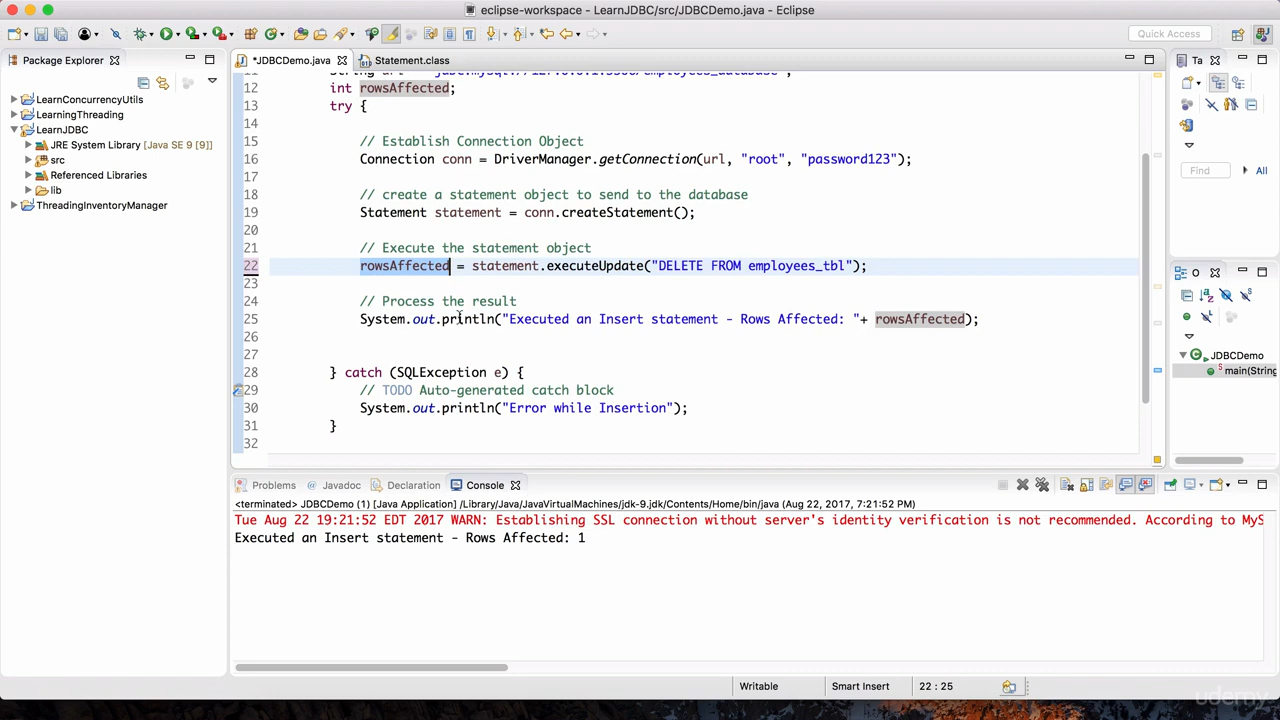 eclipse-workspace - LearnJDBC/src/JDBCDemo.java - Eclipse
Quick Access
Package Explorer
*JDBCDemo.java
Statement.class
Ta
LearnConcurrencyUtils
LearningThreading
LearnJDBC
JRE System Library [Java SE 9 [9]]
src
Referenced Libraries
lib
ThreadingInventoryManager
12 int rowsAffected;
13 try {
14
15 // Establish Connection Object
16 Connection conn = DriverManager.getConnection(url, "root", "password123");
17
18 // create a statement object to send to the database
19 Statement statement = conn.createStatement();
20
21 // Execute the statement object
22 rowsAffected = statement.executeUpdate("DELETE FROM employees_tbl");
23
24 // Process the result
25 System.out.println("Executed an Insert statement - Rows Affected: "+ rowsAffected);
26
27
28 } catch (SQLException e) {
29 // TODO Auto-generated catch block
30 System.out.println("Error while Insertion");
31 }
32
Find
All
O
JDBCDemo
main(String
Problems
@ Javadoc
Declaration
Console
<terminated> JDBCDemo (1) [Java Application] /Library/Java/JavaVirtualMachines/jdk-9.jdk/Contents/Home/bin/java (Aug 22, 2017, 7:21:52 PM)
Tue Aug 22 19:21:52 EDT 2017 WARN: Establishing SSL connection without server's identity verification is not recommended. According to MyS
Executed an Insert statement - Rows Affected: 1
Writable
Smart Insert
22 : 25
udemy